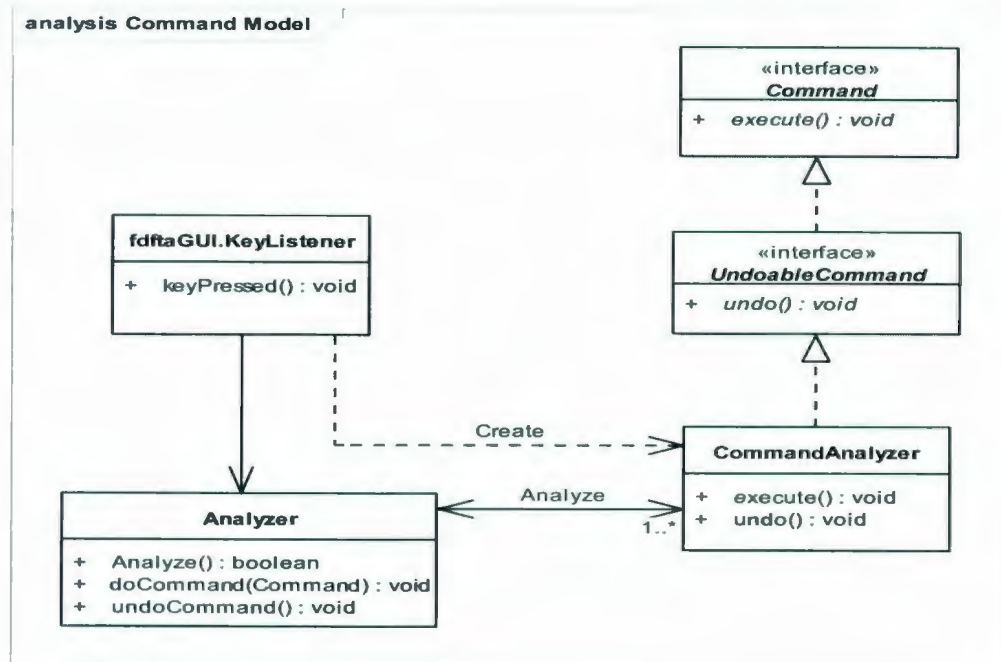 analysis Command Model
«interface»
Command
+ execute() : void
«interface»
UndoableCommand
+ undo() : void
fdftaGUI.KeyListener
+ keyPressed() : void
Create
CommandAnalyzer
+ execute() : void
+ undo() : void
Analyze
1..*
Analyzer
+ Analyze() : boolean
+ doCommand(Command) : void
+ undoCommand() : void